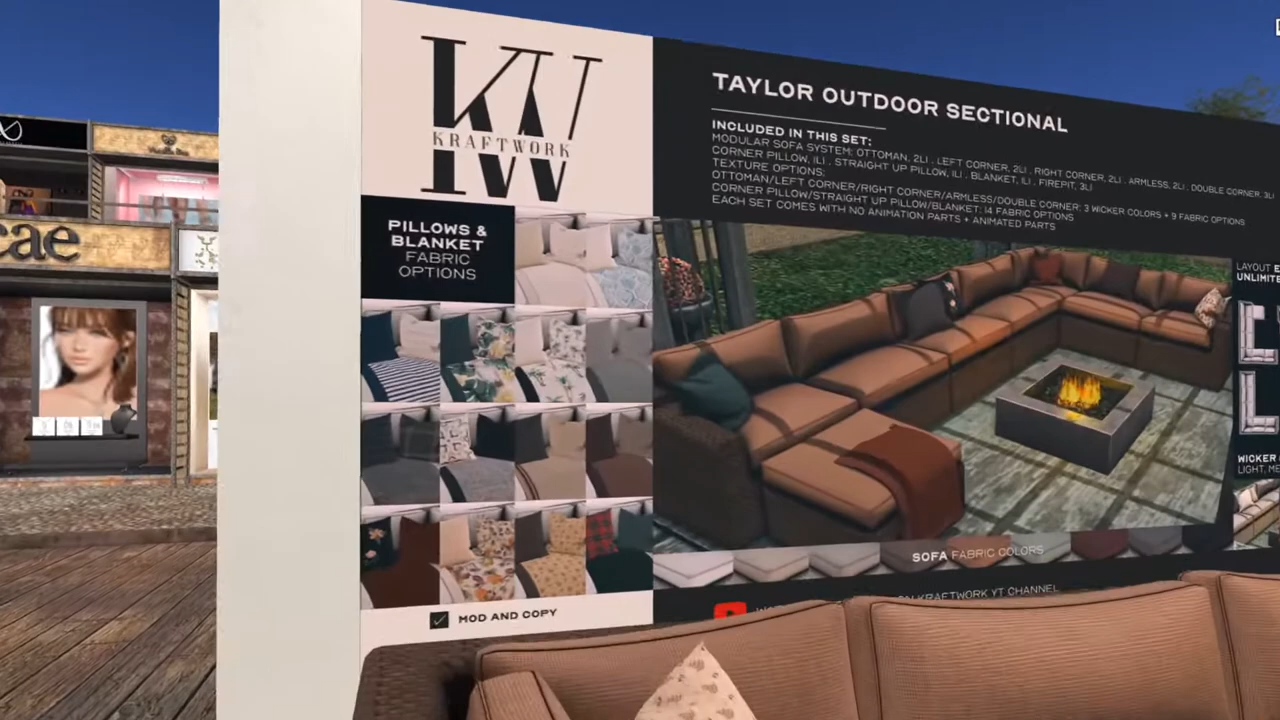 KW
KRAFTWORK
TAYLOR OUTDOOR SECTIONAL
INCLUDED IN THIS SET:
MODULAR SOFA SYSTEM: OTTOMAN, 2LI . LEFT CORNER, 2LI . RIGHT CORNER, 2LI . ARMLESS, 2LI . DOUBLE CORNER, 3LI
CORNER PILLOW, 1LI . STRAIGHT UP PILLOW, 1LI . BLANKET, 1LI . FIREPIT, 3LI
TEXTURE OPTIONS:
OTTOMAN/LEFT CORNER/RIGHT CORNER/ARMLESS/DOUBLE CORNER: 3 WICKER COLORS + 9 FABRIC OPTIONS
CORNER PILLOW/STRAIGHT UP PILLOW/BLANKET: 14 FABRIC OPTIONS
EACH SET COMES WITH NO ANIMATION PARTS + ANIMATED PARTS
PILLOWS &
BLANKET
FABRIC
OPTIONS
LAYOUT
UNLIMITE
WICKER
LIGHT, ME
SOFA FABRIC COLORS
KRAFTWORK YT CHANNEL
MOD AND COPY
cae